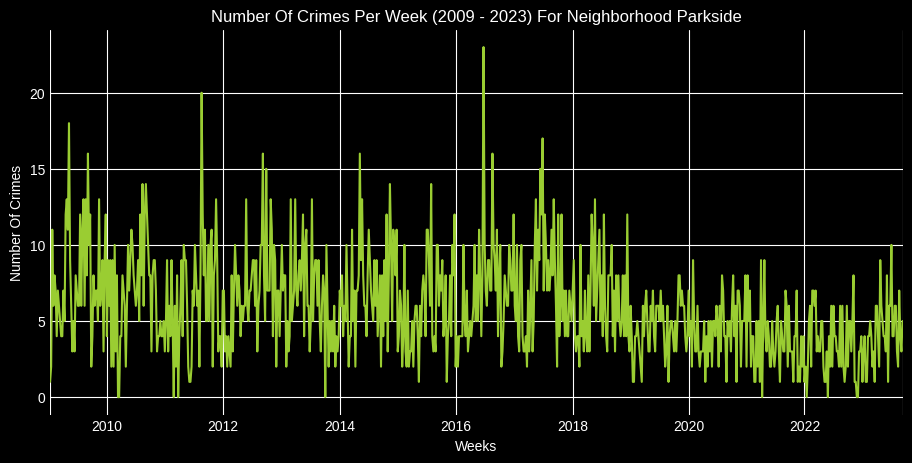 Number Of Crimes Per Week (2009 - 2023) For Neighborhood Parkside
Number Of Crimes
20
15
10
5
0
2010 2012 2014 2016 2018 2020 2022
Weeks